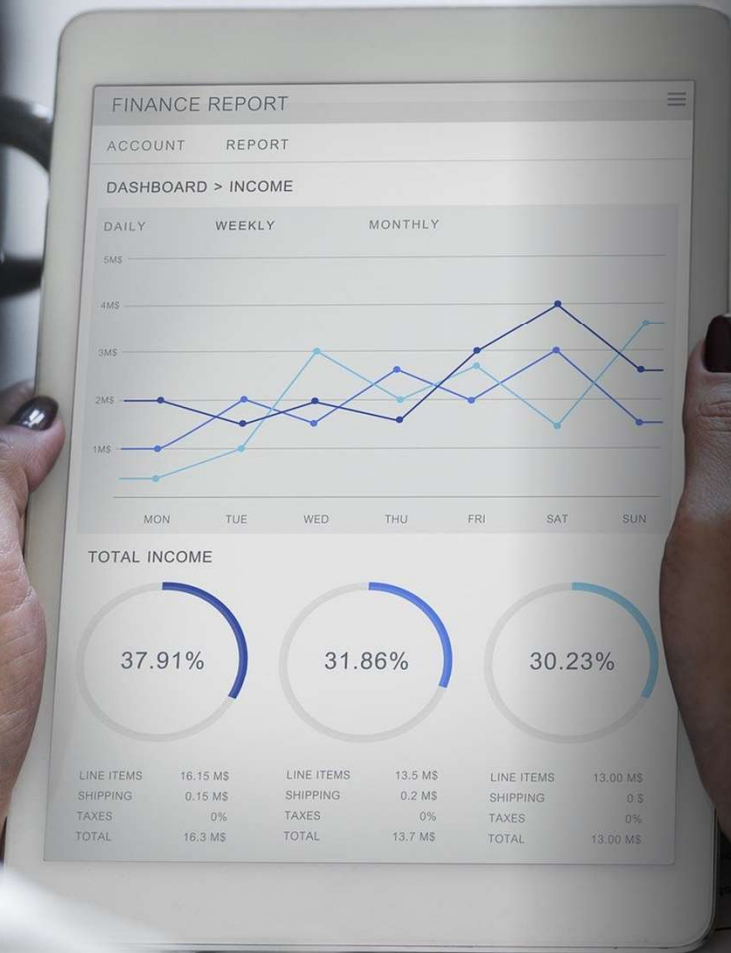 FINANCE REPORT
ACCOUNT REPORT
DASHBOARD > INCOME
DAILY WEEKLY MONTHLY
5M$
4M$
3M$
2M$
1M$
MON TUE WED THU FRI SAT SUN
TOTAL INCOME
37.91% 31.86% 30.23%
LINE ITEMS 16.15 M$ LINE ITEMS 13.5 M$ LINE ITEMS 13.00 M$
SHIPPING 0.15 M$ SHIPPING 0.2 M$ SHIPPING 0 $
TAXES 0% TAXES 0% TAXES 0%
TOTAL 16.3 M$ TOTAL 13.7 M$ TOTAL 13.00 M$